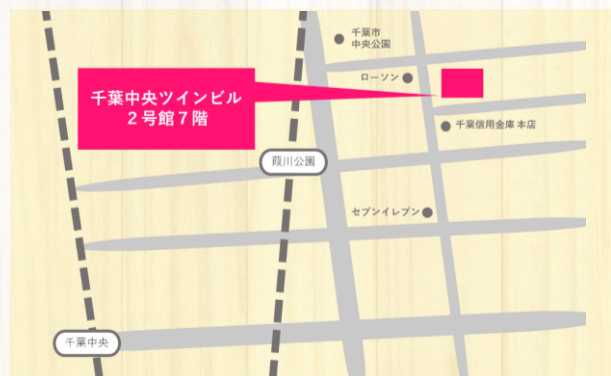 千葉市
中央公園
ローソン
千葉中央ツインビル
2号館7階
千葉信用金庫 本店
葭川公園
セブンイレブン
千葉中央